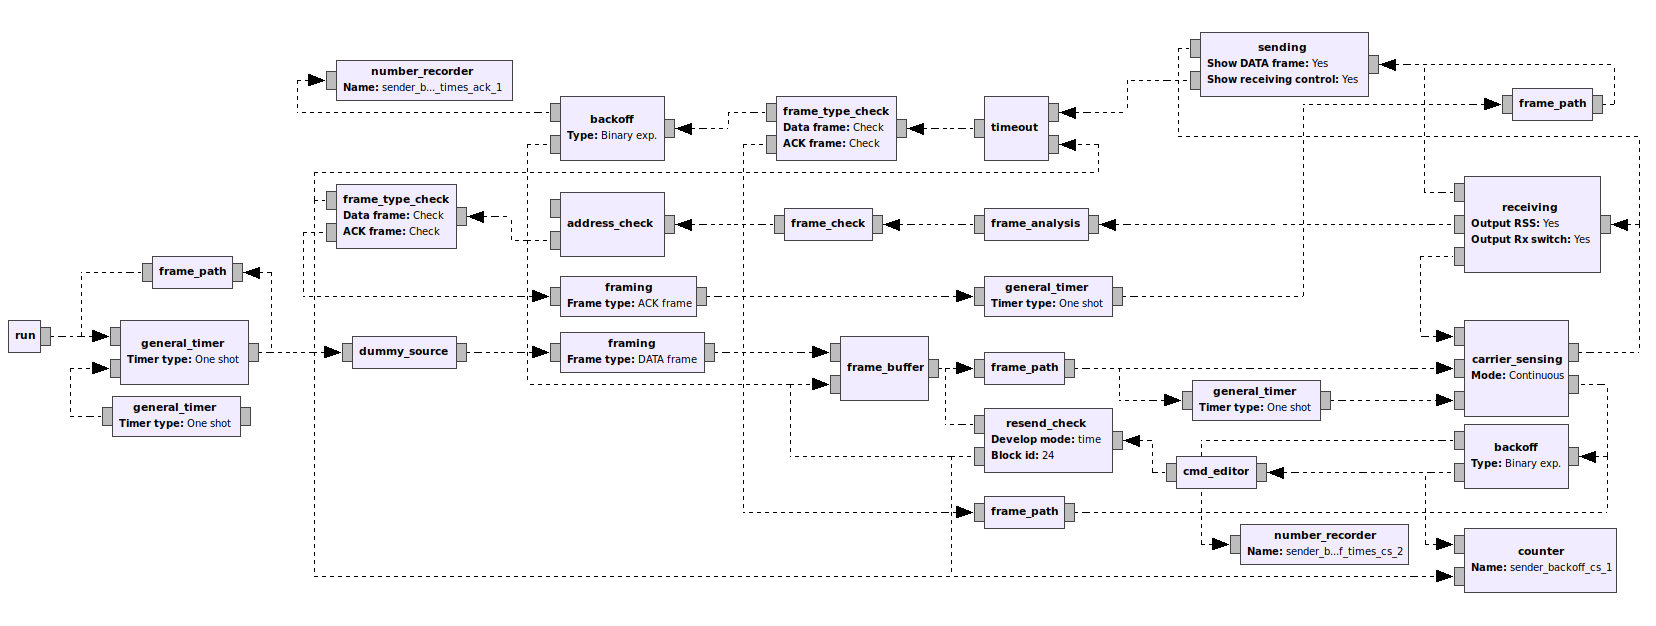 sending
Show DATA frame: Yes
Show receiving control: Yes
number_recorder
Name: sender_b..._times_ack_1
frame_path
backoff
Type: Binary exp.
frame_type_check
Data frame: Check
ACK frame: Check
timeout
frame_type_check
Data frame: Check
ACK frame: Check
address_check
frame_check
frame_analysis
receiving
Output RSS: Yes
Output Rx switch: Yes
frame_path
framing
Frame type: ACK frame
general_timer
Timer type: One shot
run
general_timer
Timer type: One shot
dummy_source
framing
Frame type: DATA frame
frame_buffer
frame_path
carrier_sensing
Mode: Continuous
general_timer
Timer type: One shot
general_timer
Timer type: One shot
resend_check
Develop mode: time
Block id: 24
backoff
Type: Binary exp.
cmd_editor
frame_path
number_recorder
Name: sender_b...f_times_cs_2
counter
Name: sender_backoff_cs_1